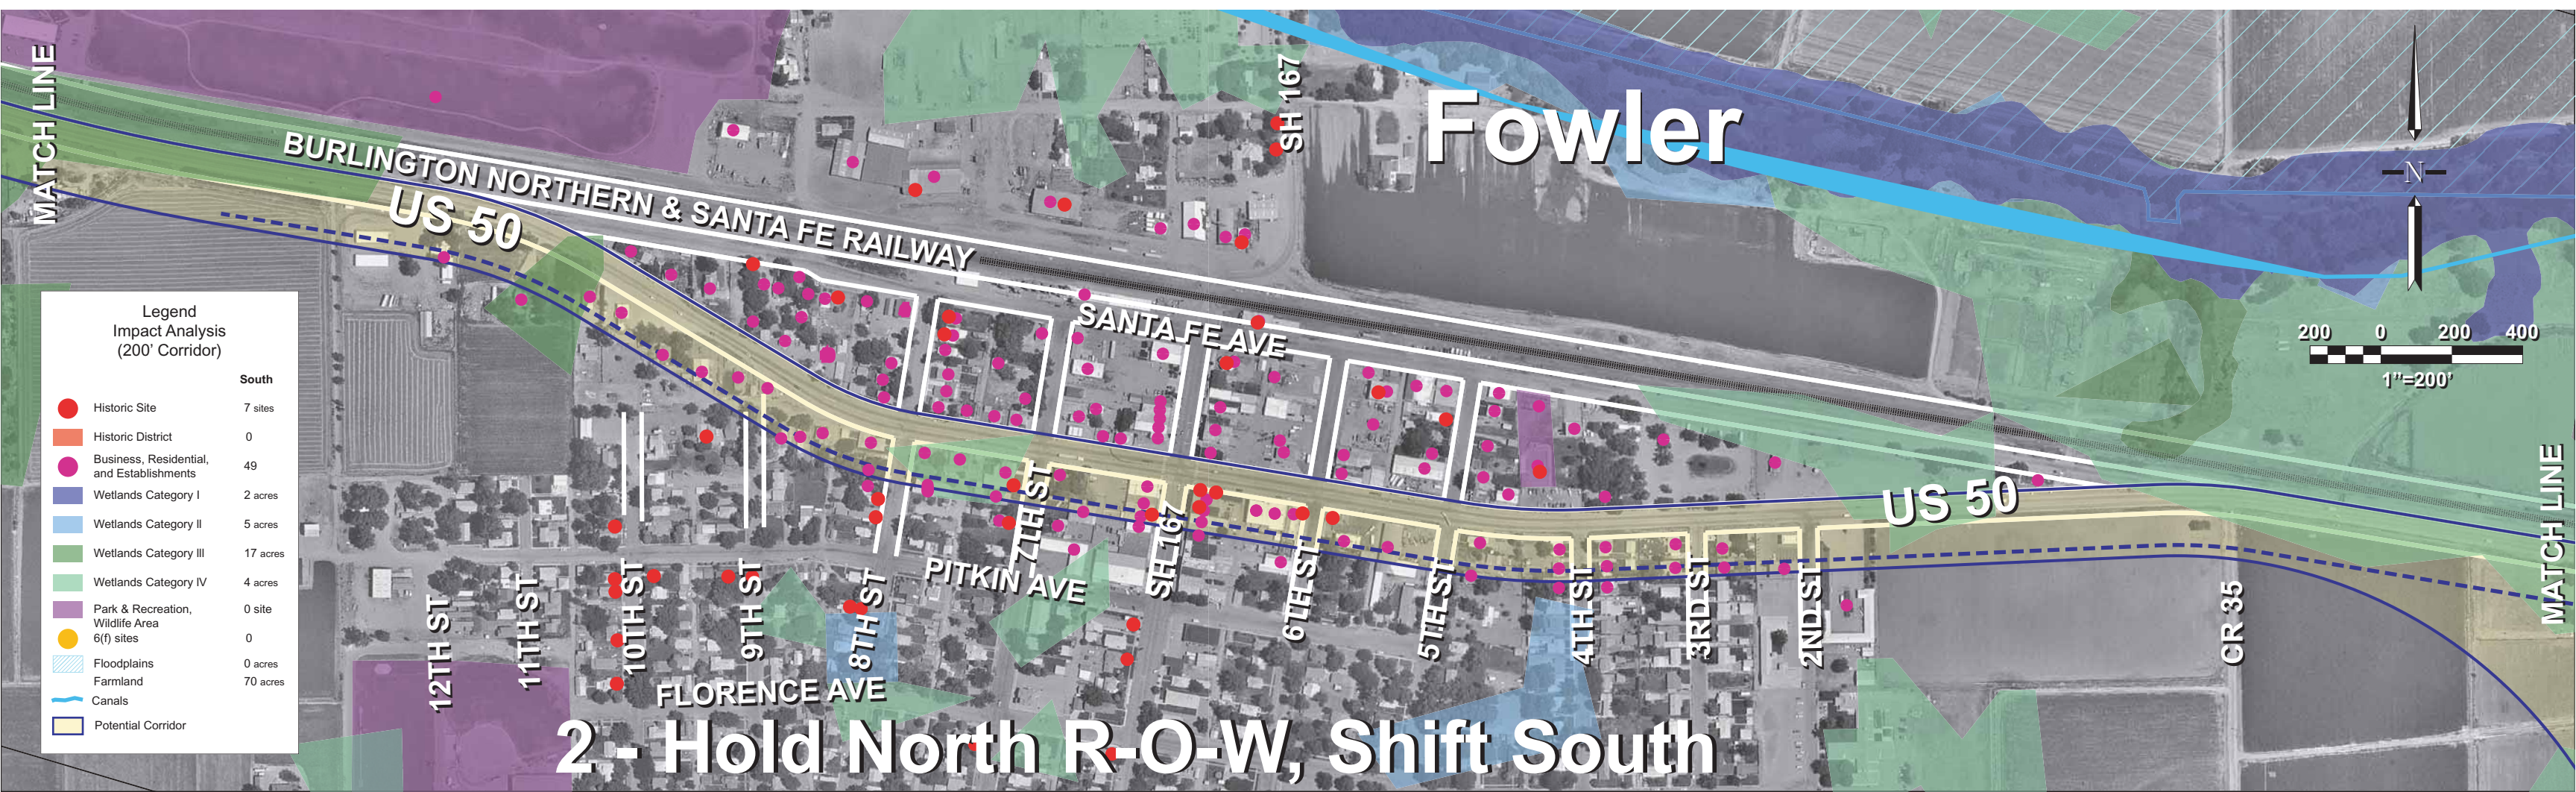 MATCH LINE
BURLINGTON NORTHERN & SANTA FE RAILWAY
US 50
SH 167
Fowler
N
200 0 200 400
1"=200'
SANTA FE AVE
Legend
Impact Analysis
(200' Corridor)
South
Historic Site 7 sites
Historic District 0
Business, Residential,
and Establishments 49
Wetlands Category I 2 acres
Wetlands Category II 5 acres
Wetlands Category III 17 acres
Wetlands Category IV 4 acres
Park & Recreation,
Wildlife Area 0 site
6(f) sites 0
Floodplains 0 acres
Farmland 70 acres
Canals
Potential Corridor
US 50
MATCH LINE
12TH ST
11TH ST
10TH ST
9TH ST
8TH ST
7TH ST
SH 167
6TH ST
5TH ST
4TH ST
3RD ST
2ND ST
CR 35
PITKIN AVE
FLORENCE AVE
2 - Hold North R-O-W, Shift South